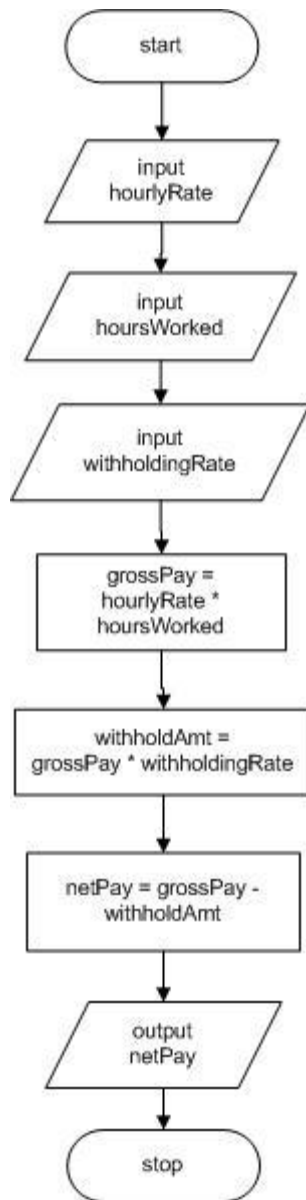 start
input
hourlyRate
input
hoursWorked
input
withholdingRate
grossPay =
hourlyRate *
hoursWorked
withholdAmt =
grossPay * withholdingRate
netPay = grossPay -
withholdAmt
output
netPay
stop